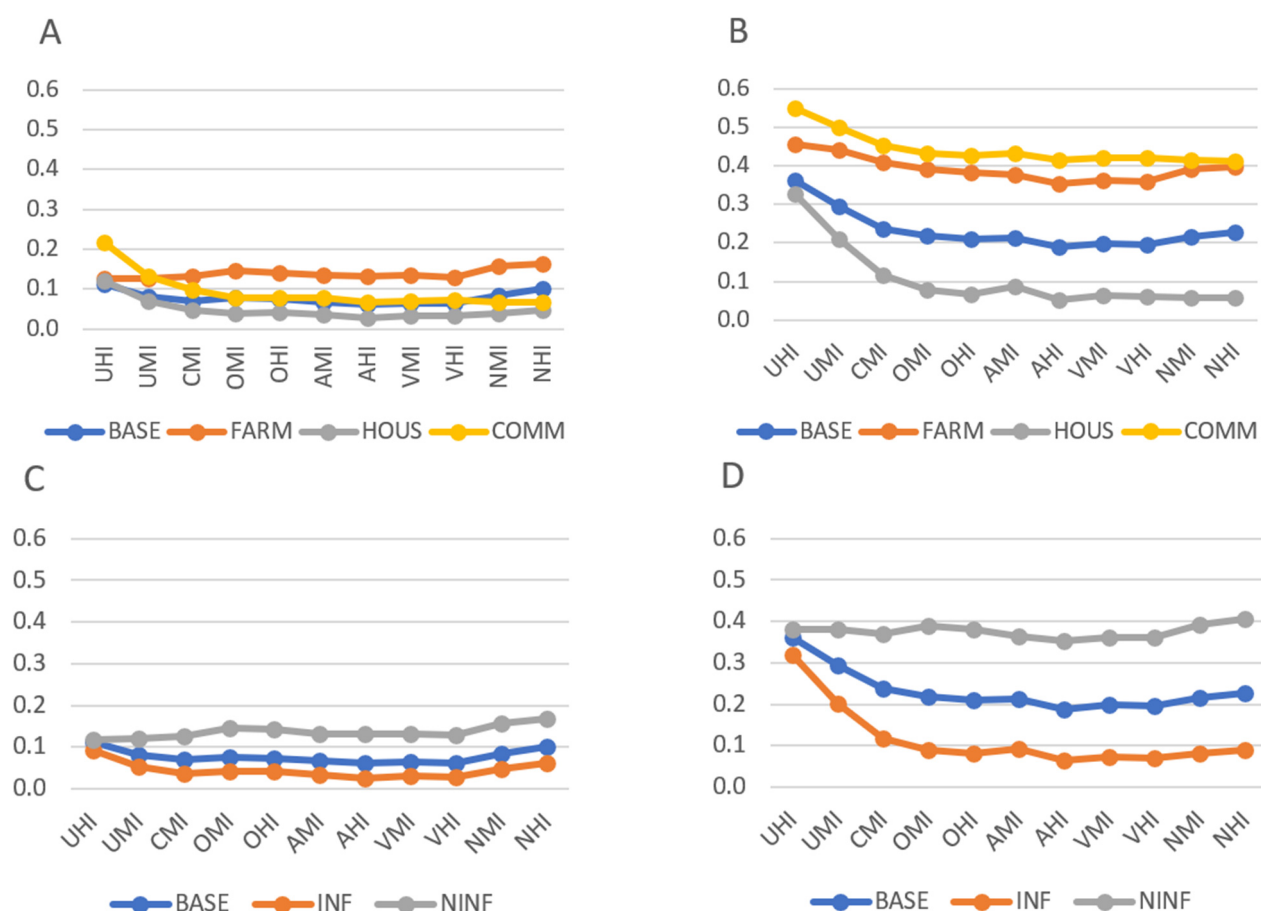 A
0.6
0.5
0.4
0.3
0.2
0.1
0.0
UHI UMI CMI OMI OHI AMI AHI VMI VHI NMI NHI
BASE FARM HOUS COMM
B
0.6
0.5
0.4
0.3
0.2
0.1
0.0
UHI UMI CMI OMI OHI AMI AHI VMI VHI NMI NHI
BASE FARM HOUS COMM
C
0.6
0.5
0.4
0.3
0.2
0.1
0.0
UHI UMI CMI OMI OHI AMI AHI VMI VHI NMI NHI
BASE INF NINF
D
0.6
0.5
0.4
0.3
0.2
0.1
0.0
UHI UMI CMI OMI OHI AMI AHI VMI VHI NMI NHI
BASE INF NINF